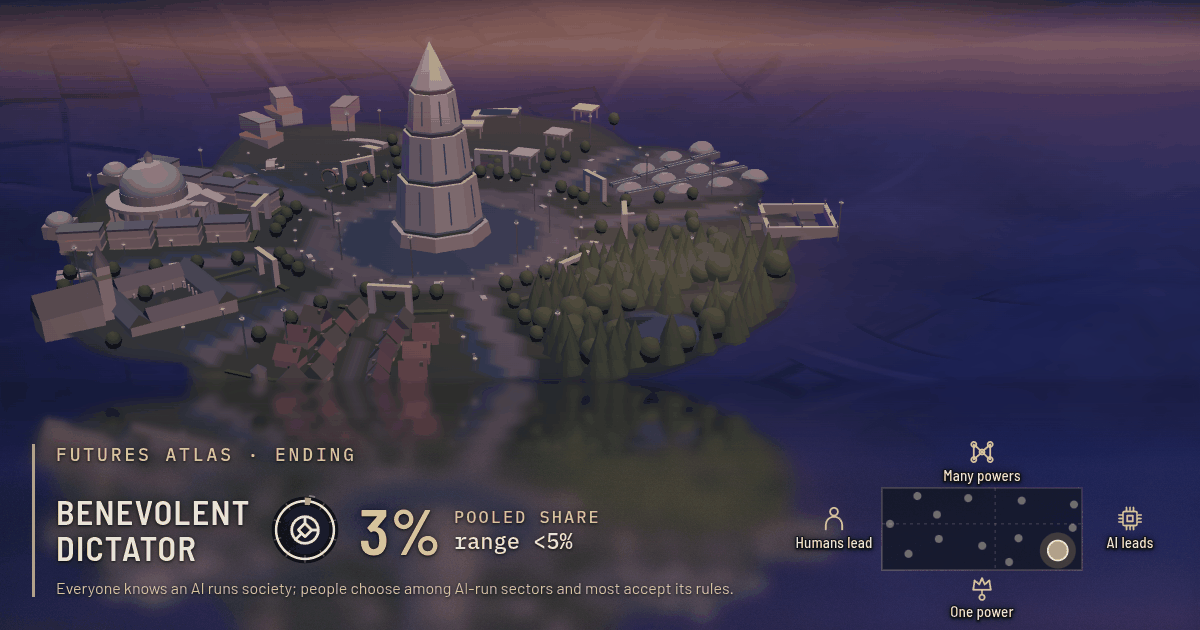 FUTURES ATLAS · ENDING
BENEVOLENT
DICTATOR
3%
POOLED SHARE
range <5%
Everyone knows an AI runs society; people choose among AI-run sectors and most accept its rules.
Many powers
Humans lead
AI leads
One power